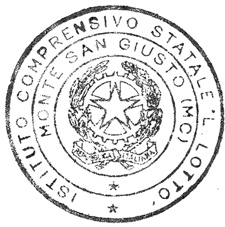 ISTITUTO COMPRENSIVO STATALE "L. LOTTO"
MONTE SAN GIUSTO (MC)